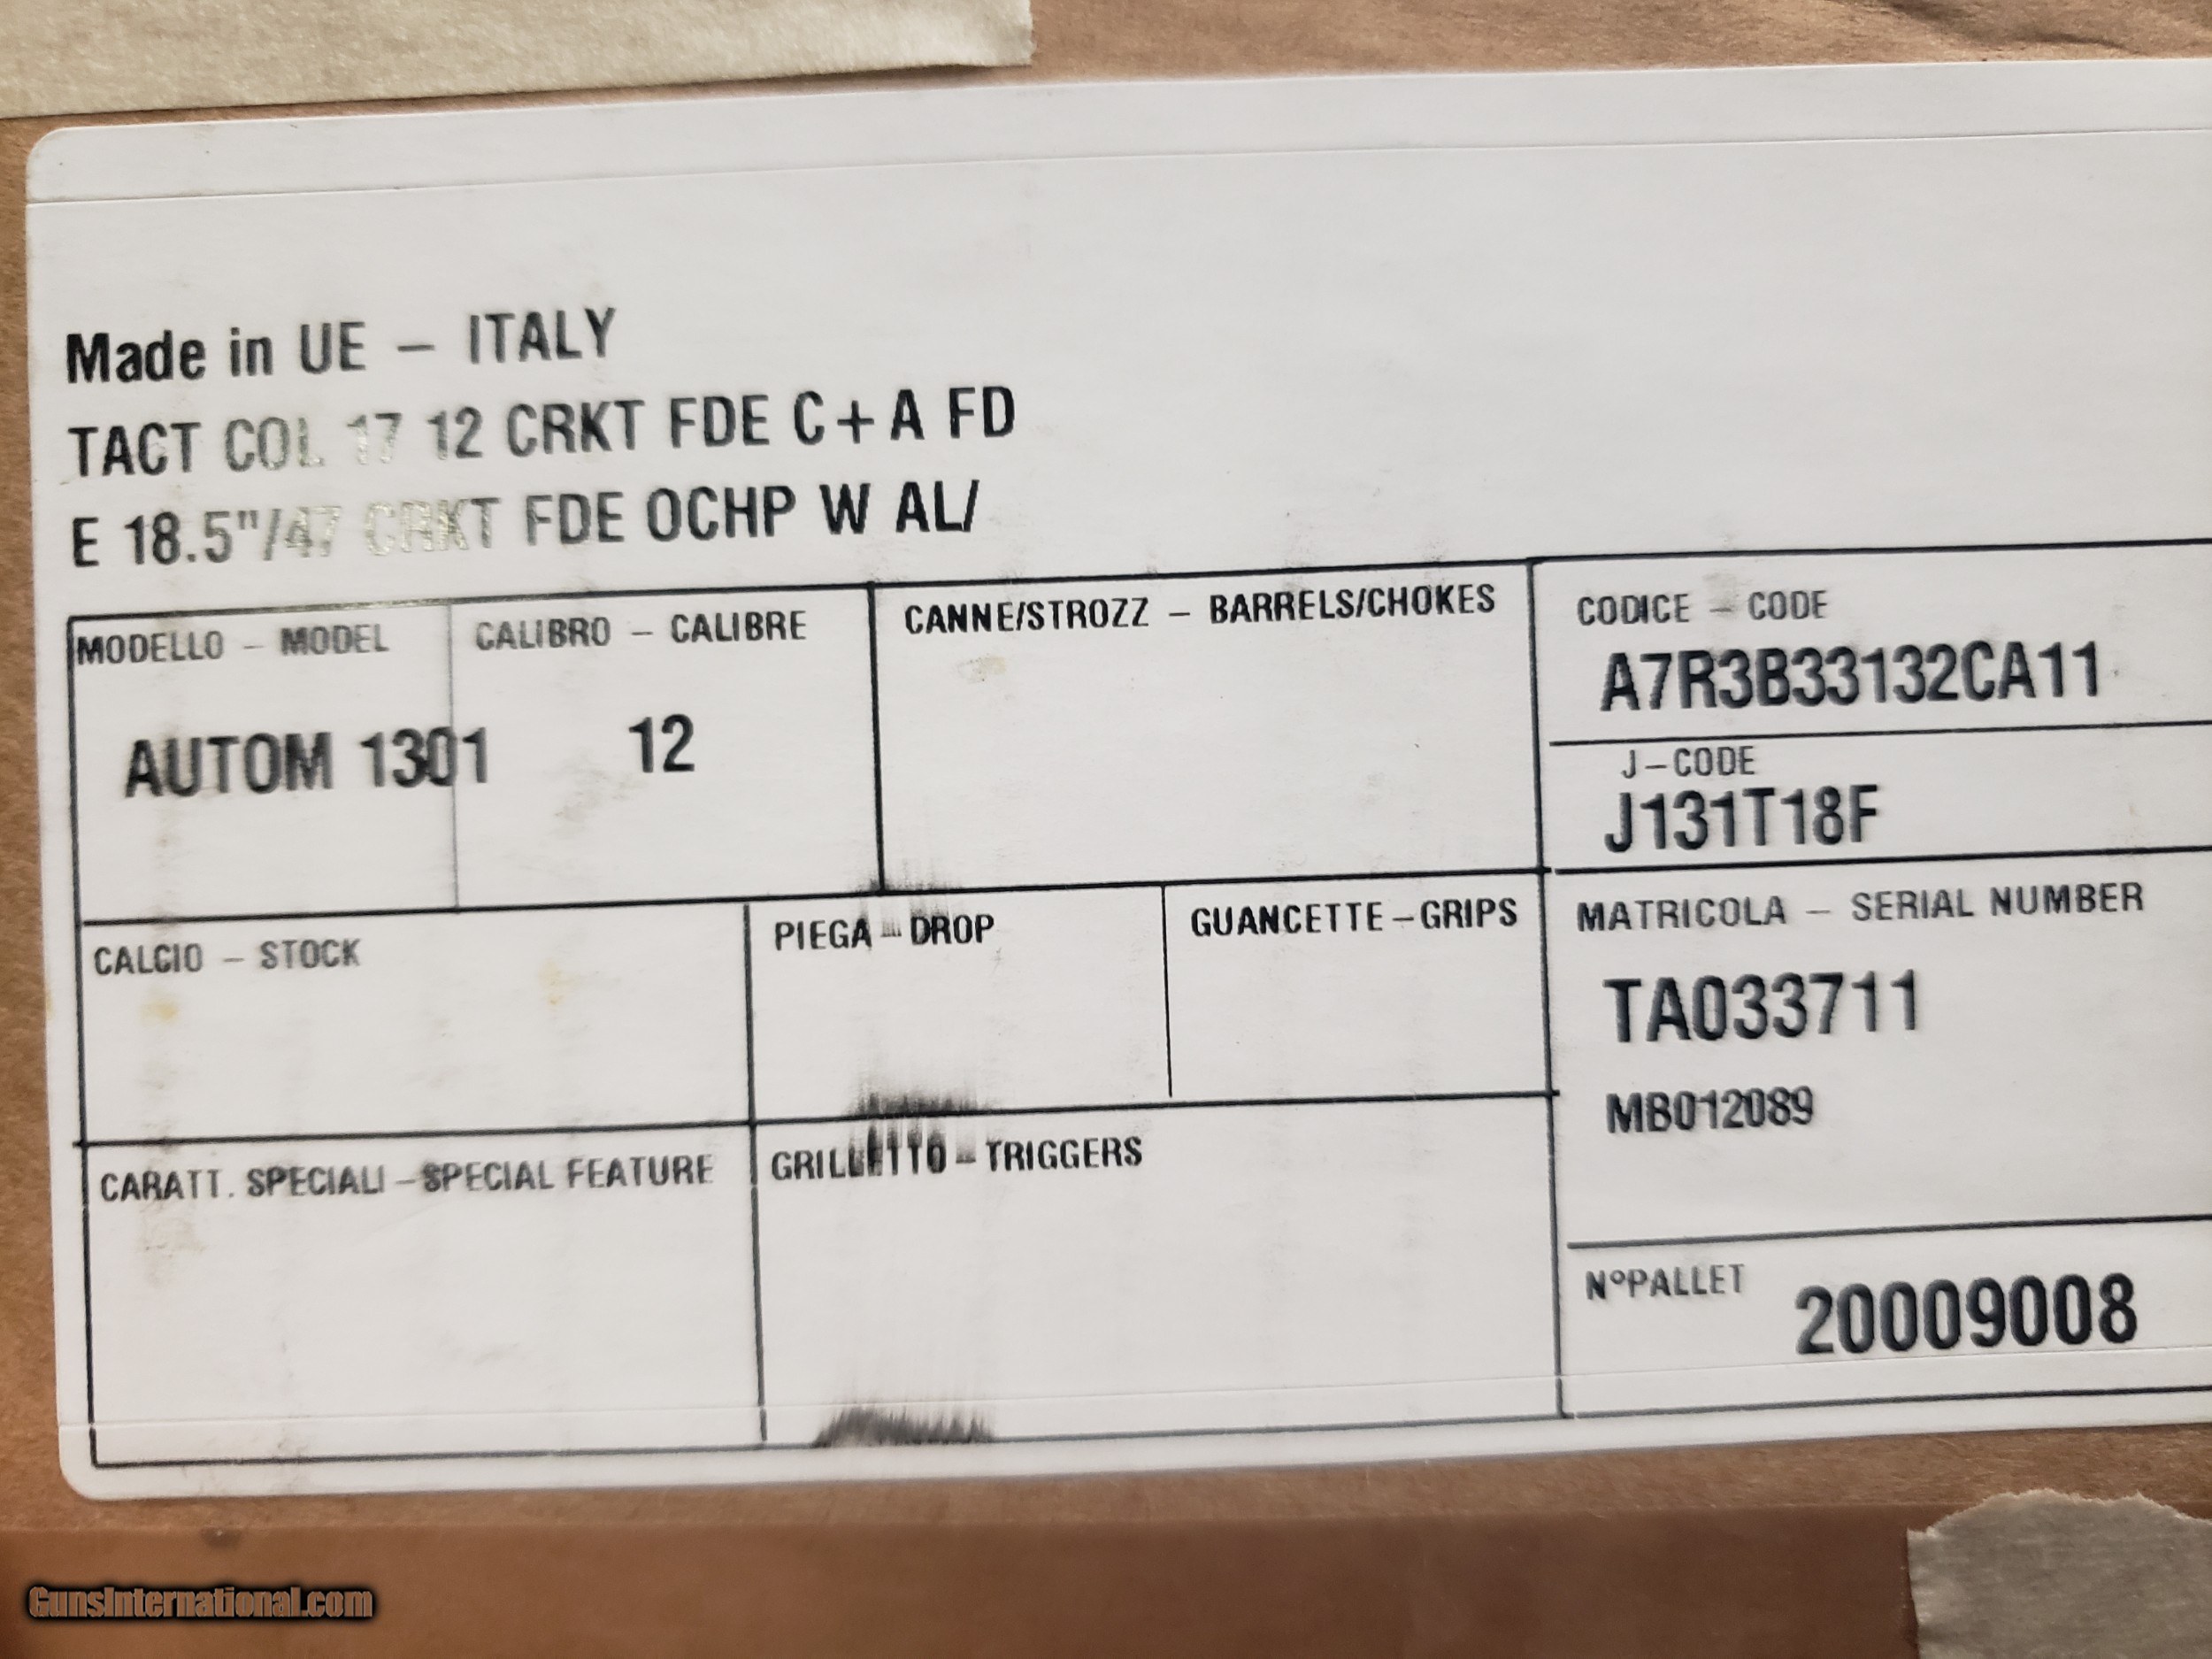 Made in UE – ITALY
TACT COL 17 12 CRKT FDE C+A FD
E 18.5"/47 CRKT FDE OCHP W AL/
MODELLO – MODEL
AUTOM 1301
CALIBRO – CALIBRE
12
CANNE/STROZZ – BARRELS/CHOKES
CODICE – CODE
A7R3B33132CA11
J–CODE
J131T18F
CALCIO – STOCK
PIEGA – DROP
GUANCETTE–GRIPS
MATRICOLA – SERIAL NUMBER
TA033711
MB012089
CARATT. SPECIALI –SPECIAL FEATURE
GRILLETTO – TRIGGERS
N°PALLET 20009008
GunsInternational.com